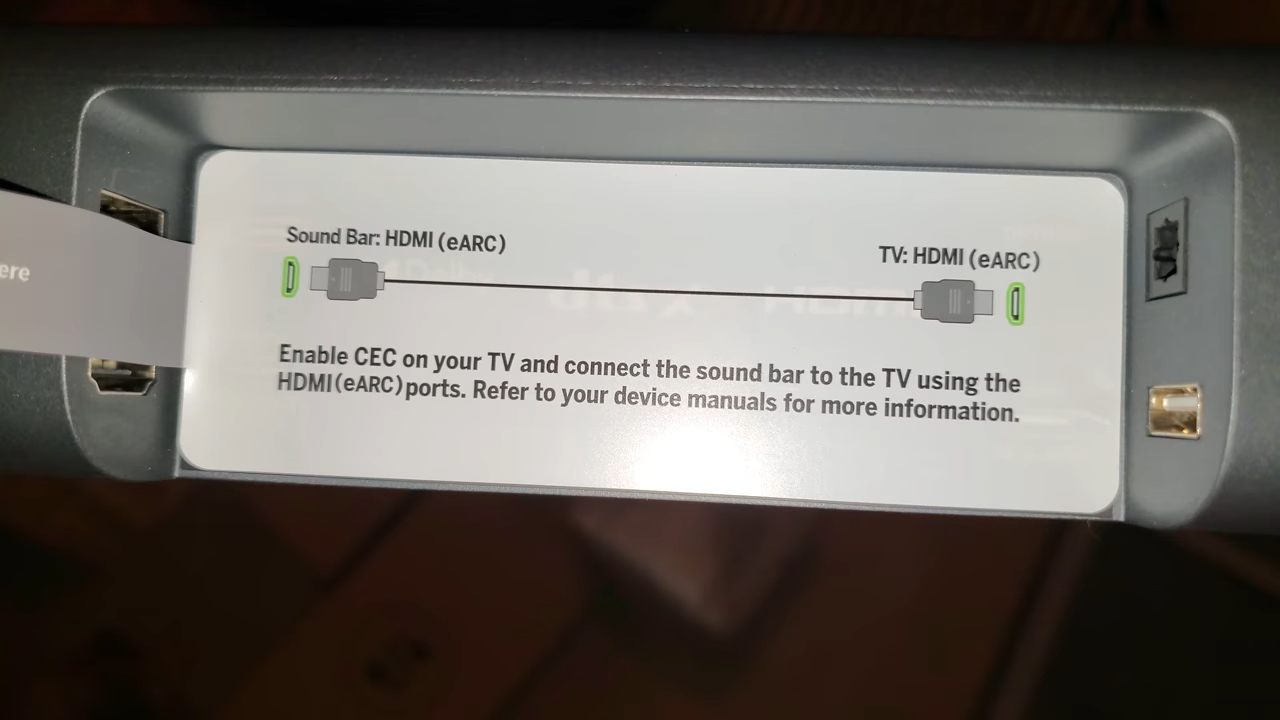 Sound Bar: HDMI (eARC)
TV: HDMI (eARC)
ere
Enable CEC on your TV and connect the sound bar to the TV using the
HDMI(eARC)ports. Refer to your device manuals for more information.